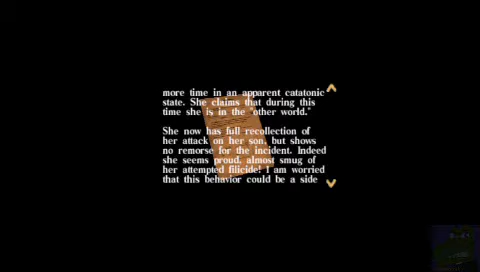 more time in an apparent catatonic
state. She claims that during this
time she is in the "other world."
She now has full recollection of
her attack on her son, but shows
no remorse for the incident. Indeed
she seems proud, almost smug of
her attempted filicide! I am worried
that this behavior could be a side